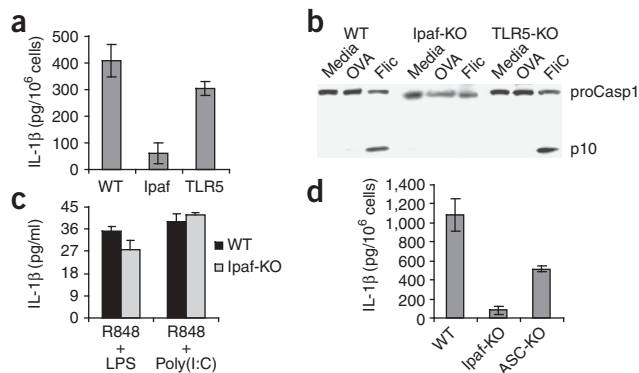 a
IL-1β (pg/10⁶ cells)
500
400
300
200
100
0
WT Ipaf TLR5
b
WT Ipaf-KO TLR5-KO
Media OVA Flic Media OVA Flic Media OVA FliC
proCasp1
p10
c
IL-1β (pg/ml)
45
36
27
18
9
0
WT
Ipaf-KO
R848 R848
+ +
LPS Poly(I:C)
d
IL-1β (pg/10⁶ cells)
1,400
1,200
1,000
800
600
400
200
0
WT Ipaf-KO ASC-KO